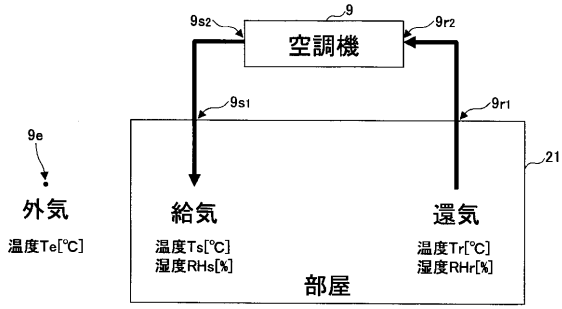 9
9s2
9r2
空調機
9s1
9r1
9e
21
外気
給気
還気
温度Te[℃]
温度Ts[℃}
温度Tr[℃]
湿度RHs[%]
湿度RHr[%]
部屋